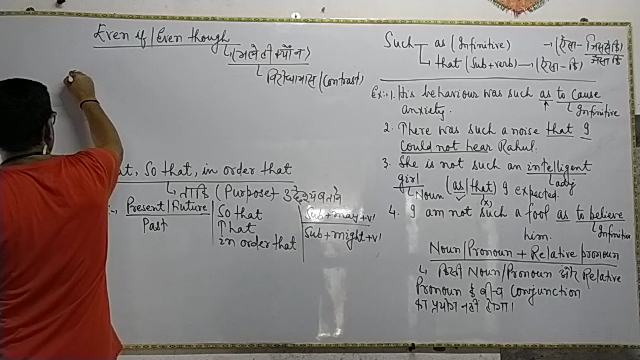 Even if / Even though
↳ (भले ही क्यों न)
↳ विरोधाभास (Contrast)
at, So that, in order that
↳ ताकि (Purpose) उद्देश्य
Present/Future
Past
So that
That
in order that
Sub+may+V1
Sub+might+V1
Such
as (Infinitive) → (ऐसा - जिससे कि
that (Sub+verb) → (ऐसा - कि
Ex:- 1. His behaviour was such as to cause
anxiety. Infinitive
2. There was such a noise that I
could not hear Rahul.
3. She is not such an intelligent
girl (as/that) I expected. lady
Noun (x)
4. I am not such a fool as to believe
him. Infinitive
Noun/Pronoun + Relative pronoun
↳ किसी Noun/Pronoun और Relative
Pronoun के बीच Conjunction
का प्रयोग नहीं होगा।